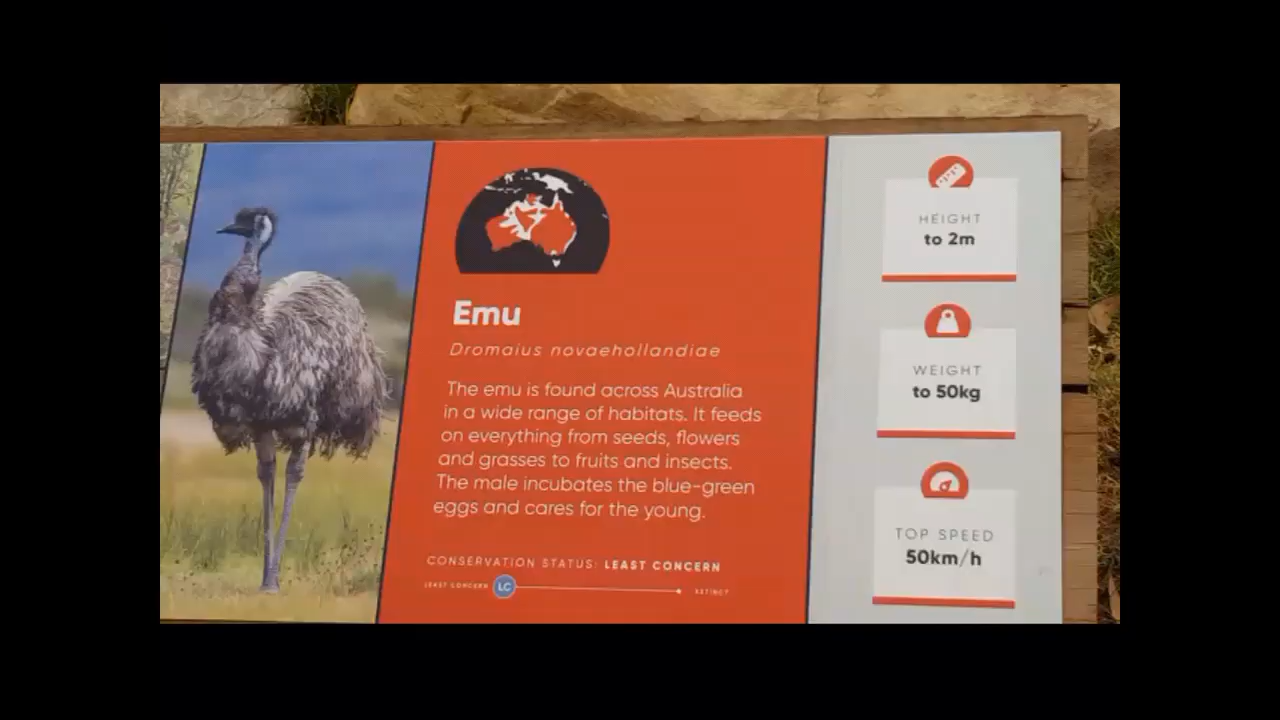 Emu
Dromaius novaehollandiae
The emu is found across Australia
in a wide range of habitats. It feeds
on everything from seeds, flowers
and grasses to fruits and insects.
The male incubates the blue-green
eggs and cares for the young.
CONSERVATION STATUS: LEAST CONCERN
LEAST CONCERN LC EXTINCT
HEIGHT
to 2m
WEIGHT
to 50kg
TOP SPEED
50km/h